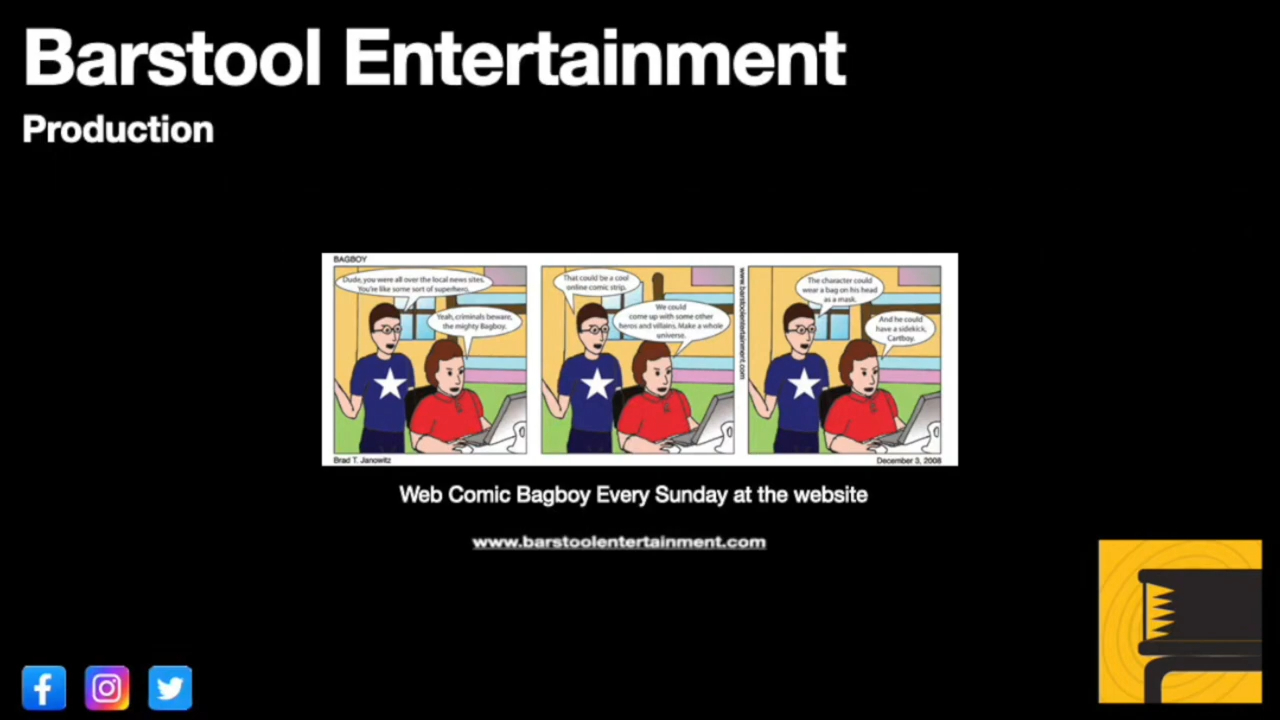 Barstool Entertainment
Production
BAGBOY
Dude, you were all over the local news sites.
You're like some sort of superhero.
Yeah, criminals beware,
the mighty Bagboy.
That could be a cool
online comic strip.
We could
come up with some other
heros and villains. Make a whole
universe.
www.barstoolentertainment.com
The character could
wear a bag on his head
as a mask.
And he could
have a sidekick,
Cartboy.
Brad T. Janowitz
December 3, 2008
Web Comic Bagboy Every Sunday at the website
www.barstoolentertainment.com